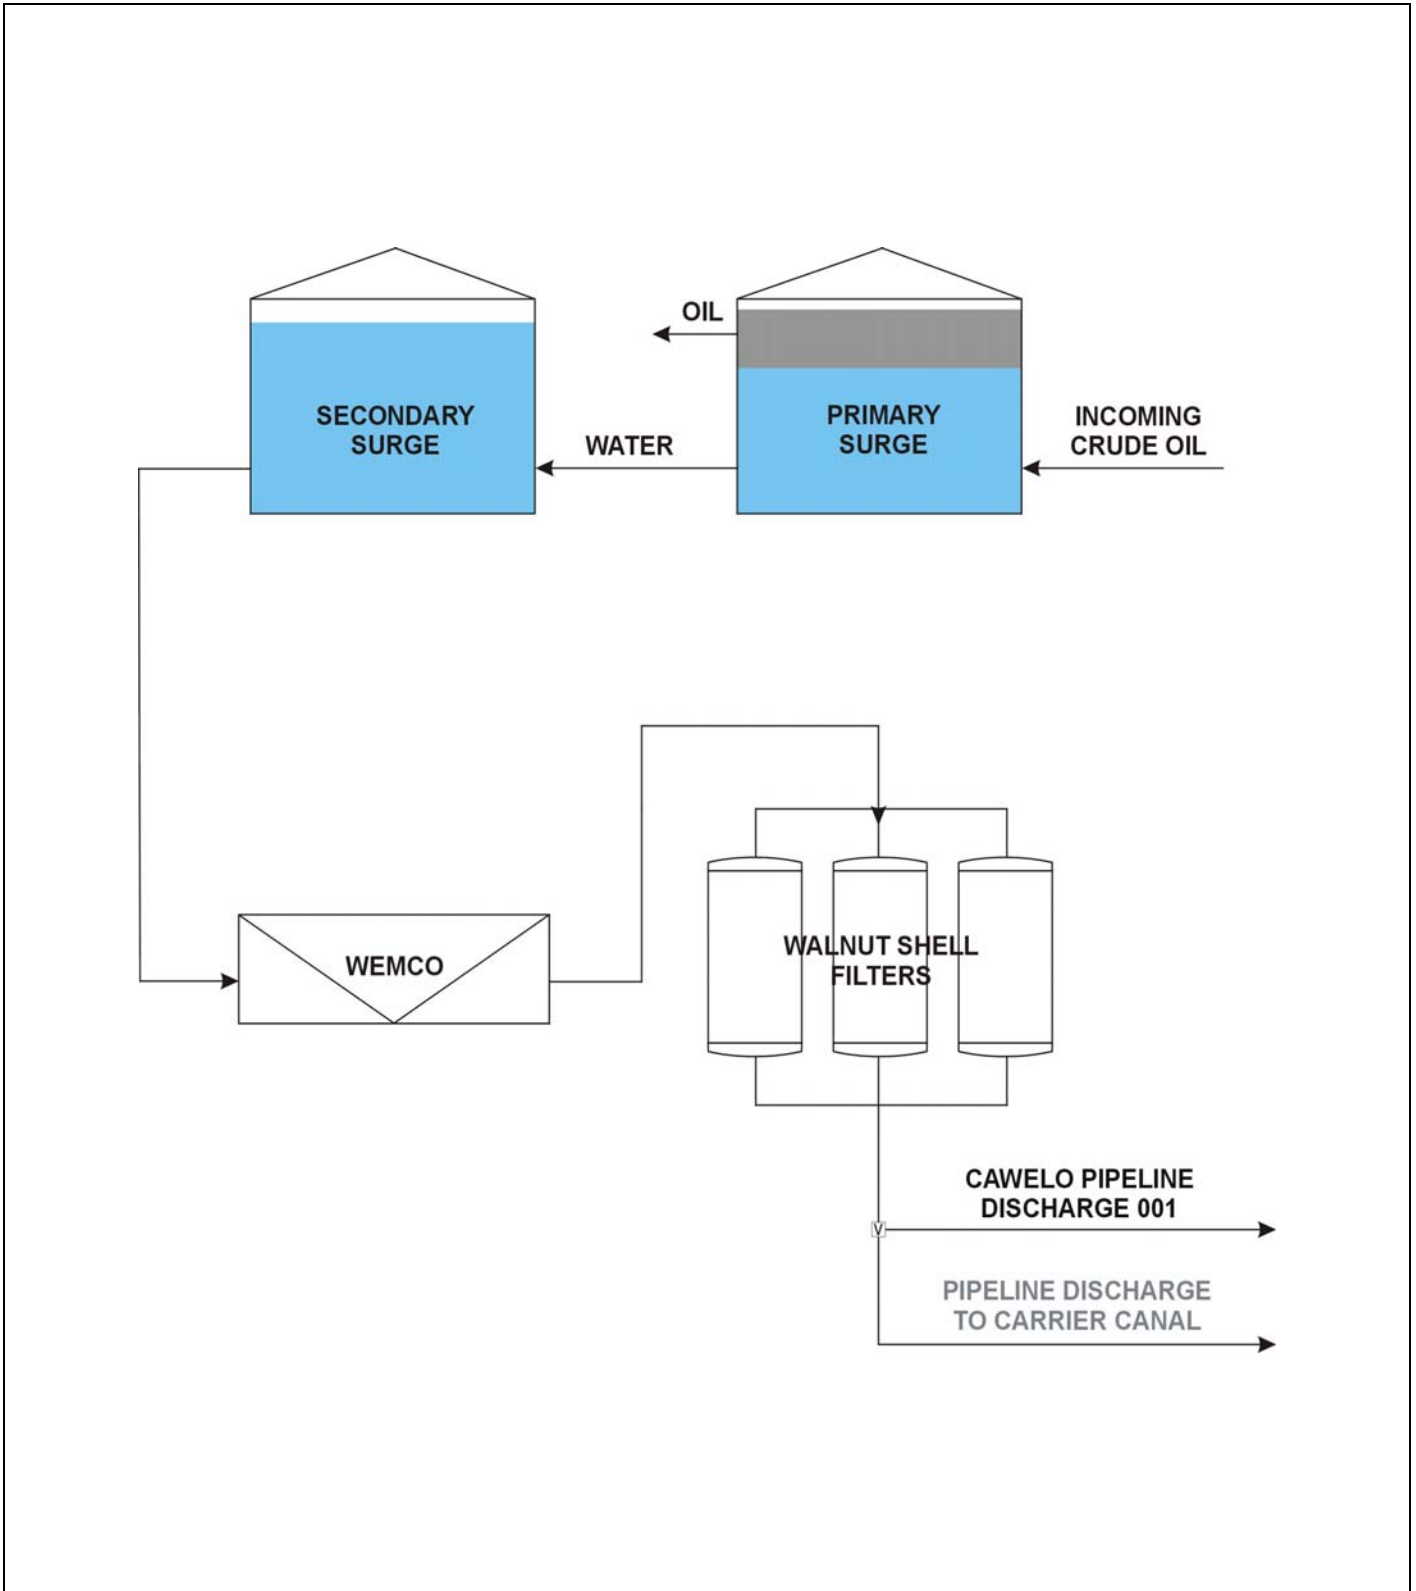 OIL
SECONDARY
SURGE
WATER
PRIMARY
SURGE
INCOMING
CRUDE OIL
WEMCO
WALNUT SHELL
FILTERS
CAWELO PIPELINE
DISCHARGE 001
V
PIPELINE DISCHARGE
TO CARRIER CANAL